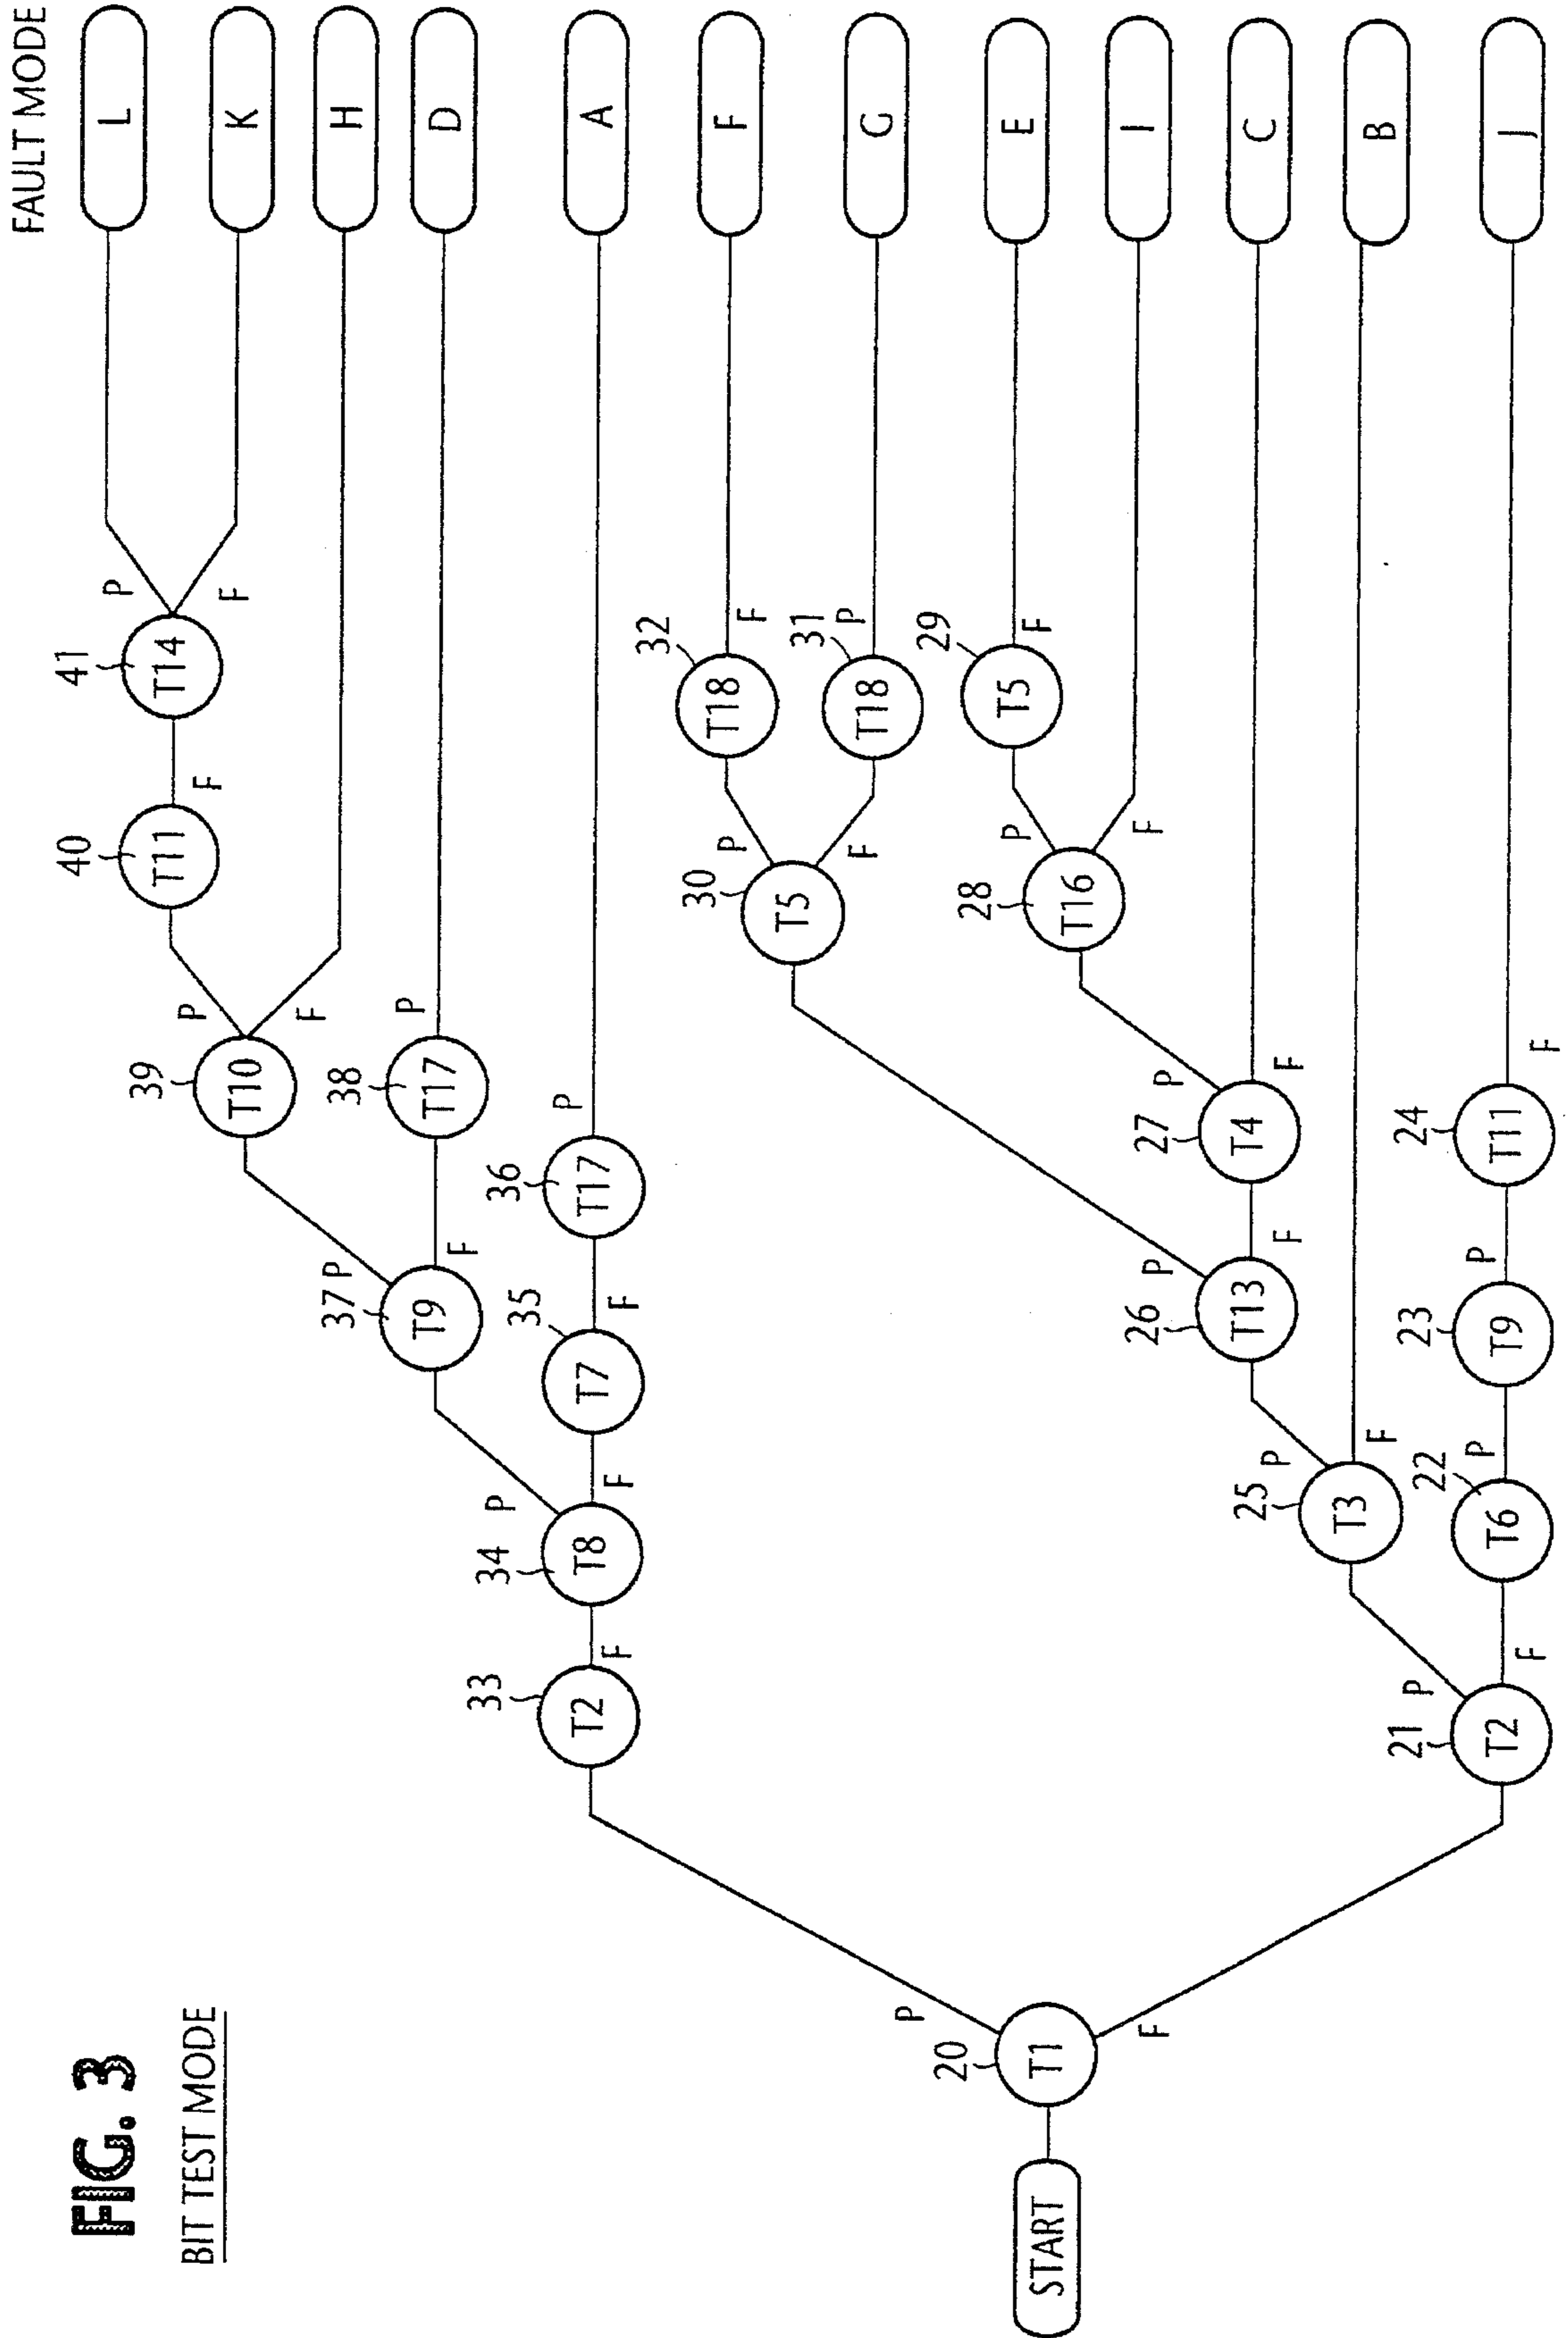 FIG. 3
BIT TEST MODE
FAULT MODE
START
20
T1
P
F
33
T2
F
34
T8
P
F
35
T7
F
36
T17
P
A
37
T9
P
F
38
T17
P
D
39
T10
P
F
H
40
T11
F
41
T14
P
F
L
K
21
T2
P
F
25
T3
P
F
B
26
T13
P
F
30
T5
P
F
32
T18
F
F
31
T18
P
G
27
T4
P
F
C
28
T16
P
F
I
29
T5
F
E
22
T6
P
23
T9
P
24
T11
F
J